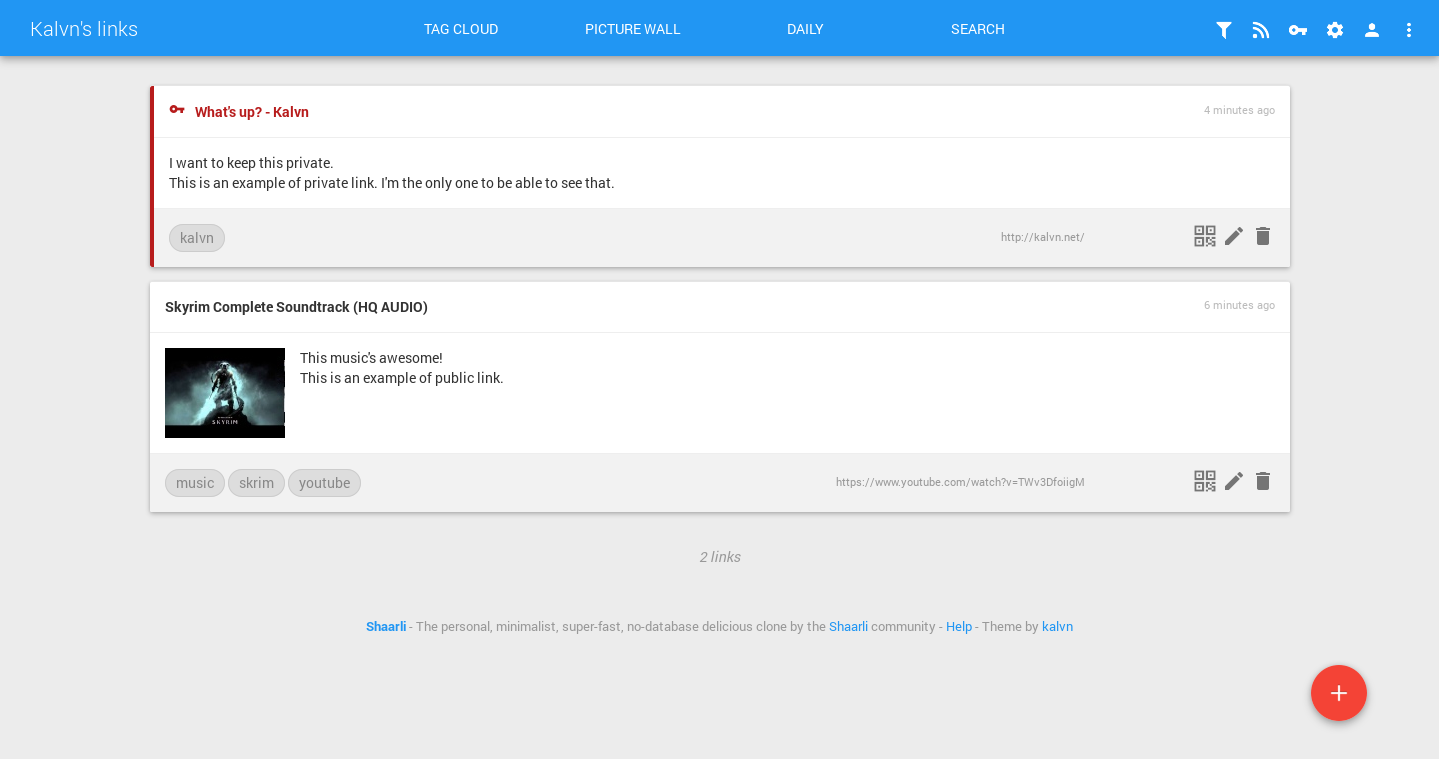 Kalvn's links
TAG CLOUD
PICTURE WALL
DAILY
SEARCH
What's up? - Kalvn
4 minutes ago
I want to keep this private.
This is an example of private link. I'm the only one to be able to see that.
kalvn
http://kalvn.net/
Skyrim Complete Soundtrack (HQ AUDIO)
6 minutes ago
SKYRIM
This music's awesome!
This is an example of public link.
music
skrim
youtube
https://www.youtube.com/watch?v=TWv3DfoiigM
2 links
Shaarli - The personal, minimalist, super-fast, no-database delicious clone by the Shaarli community - Help - Theme by kalvn